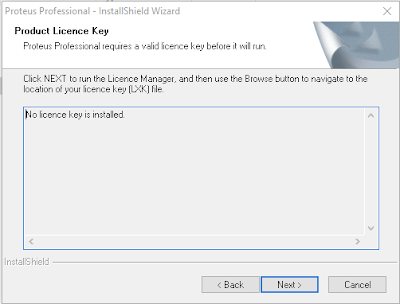 Proteus Professional - InstallShield Wizard
Product Licence Key
Proteus Professional requires a valid licence key before it will run.
Click NEXT to run the Licence Manager, and then use the Browse button to navigate to the
location of your licence key (LXK) file.
No licence key is installed.
InstallShield
< Back
Next >
Cancel